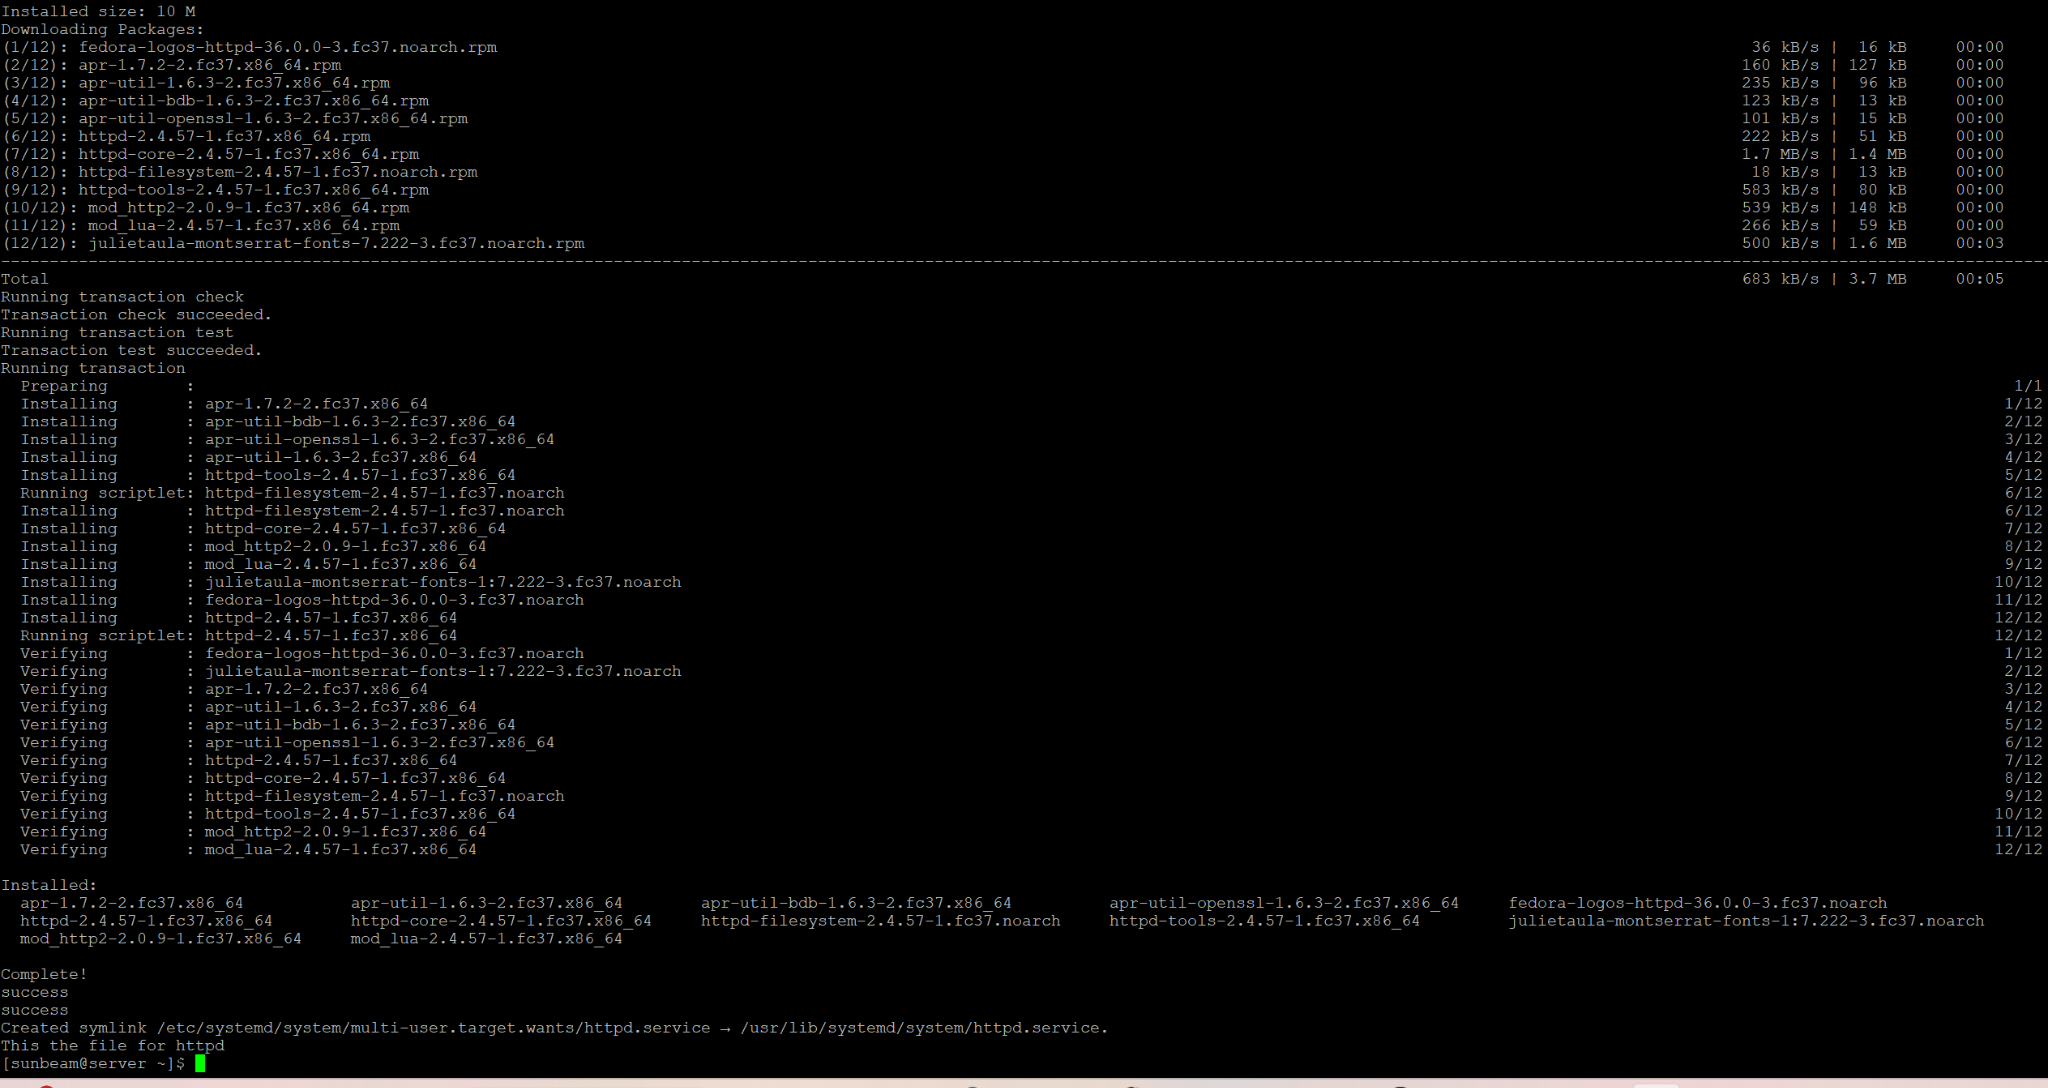 Installed size: 10 M
Downloading Packages:
(1/12): fedora-logos-httpd-36.0.0-3.fc37.noarch.rpm 36 kB/s | 16 kB 00:00
(2/12): apr-1.7.2-2.fc37.x86_64.rpm 160 kB/s | 127 kB 00:00
(3/12): apr-util-1.6.3-2.fc37.x86_64.rpm 235 kB/s | 96 kB 00:00
(4/12): apr-util-bdb-1.6.3-2.fc37.x86_64.rpm 123 kB/s | 13 kB 00:00
(5/12): apr-util-openssl-1.6.3-2.fc37.x86_64.rpm 101 kB/s | 15 kB 00:00
(6/12): httpd-2.4.57-1.fc37.x86_64.rpm 222 kB/s | 51 kB 00:00
(7/12): httpd-core-2.4.57-1.fc37.x86_64.rpm 1.7 MB/s | 1.4 MB 00:00
(8/12): httpd-filesystem-2.4.57-1.fc37.noarch.rpm 18 kB/s | 13 kB 00:00
(9/12): httpd-tools-2.4.57-1.fc37.x86_64.rpm 583 kB/s | 80 kB 00:00
(10/12): mod_http2-2.0.9-1.fc37.x86_64.rpm 539 kB/s | 148 kB 00:00
(11/12): mod_lua-2.4.57-1.fc37.x86_64.rpm 266 kB/s | 59 kB 00:00
(12/12): julietaula-montserrat-fonts-7.222-3.fc37.noarch.rpm 500 kB/s | 1.6 MB 00:03
--------------------------------------------------------------------------------
Total 683 kB/s | 3.7 MB 00:05
Running transaction check
Transaction check succeeded.
Running transaction test
Transaction test succeeded.
Running transaction
Preparing : 1/1
Installing : apr-1.7.2-2.fc37.x86_64 1/12
Installing : apr-util-bdb-1.6.3-2.fc37.x86_64 2/12
Installing : apr-util-openssl-1.6.3-2.fc37.x86_64 3/12
Installing : apr-util-1.6.3-2.fc37.x86_64 4/12
Installing : httpd-tools-2.4.57-1.fc37.x86_64 5/12
Running scriptlet: httpd-filesystem-2.4.57-1.fc37.noarch 6/12
Installing : httpd-filesystem-2.4.57-1.fc37.noarch 6/12
Installing : httpd-core-2.4.57-1.fc37.x86_64 7/12
Installing : mod_http2-2.0.9-1.fc37.x86_64 8/12
Installing : mod_lua-2.4.57-1.fc37.x86_64 9/12
Installing : julietaula-montserrat-fonts-1:7.222-3.fc37.noarch 10/12
Installing : fedora-logos-httpd-36.0.0-3.fc37.noarch 11/12
Installing : httpd-2.4.57-1.fc37.x86_64 12/12
Running scriptlet: httpd-2.4.57-1.fc37.x86_64 12/12
Verifying : fedora-logos-httpd-36.0.0-3.fc37.noarch 1/12
Verifying : julietaula-montserrat-fonts-1:7.222-3.fc37.noarch 2/12
Verifying : apr-1.7.2-2.fc37.x86_64 3/12
Verifying : apr-util-1.6.3-2.fc37.x86_64 4/12
Verifying : apr-util-bdb-1.6.3-2.fc37.x86_64 5/12
Verifying : apr-util-openssl-1.6.3-2.fc37.x86_64 6/12
Verifying : httpd-2.4.57-1.fc37.x86_64 7/12
Verifying : httpd-core-2.4.57-1.fc37.x86_64 8/12
Verifying : httpd-filesystem-2.4.57-1.fc37.noarch 9/12
Verifying : httpd-tools-2.4.57-1.fc37.x86_64 10/12
Verifying : mod_http2-2.0.9-1.fc37.x86_64 11/12
Verifying : mod_lua-2.4.57-1.fc37.x86_64 12/12
Installed:
apr-1.7.2-2.fc37.x86_64 apr-util-1.6.3-2.fc37.x86_64 apr-util-bdb-1.6.3-2.fc37.x86_64 apr-util-openssl-1.6.3-2.fc37.x86_64 fedora-logos-httpd-36.0.0-3.fc37.noarch
httpd-2.4.57-1.fc37.x86_64 httpd-core-2.4.57-1.fc37.x86_64 httpd-filesystem-2.4.57-1.fc37.noarch httpd-tools-2.4.57-1.fc37.x86_64 julietaula-montserrat-fonts-1:7.222-3.fc37.noarch
mod_http2-2.0.9-1.fc37.x86_64 mod_lua-2.4.57-1.fc37.x86_64
Complete!
success
success
Created symlink /etc/systemd/system/multi-user.target.wants/httpd.service → /usr/lib/systemd/system/httpd.service.
This the file for httpd
[sunbeam@server ~]$